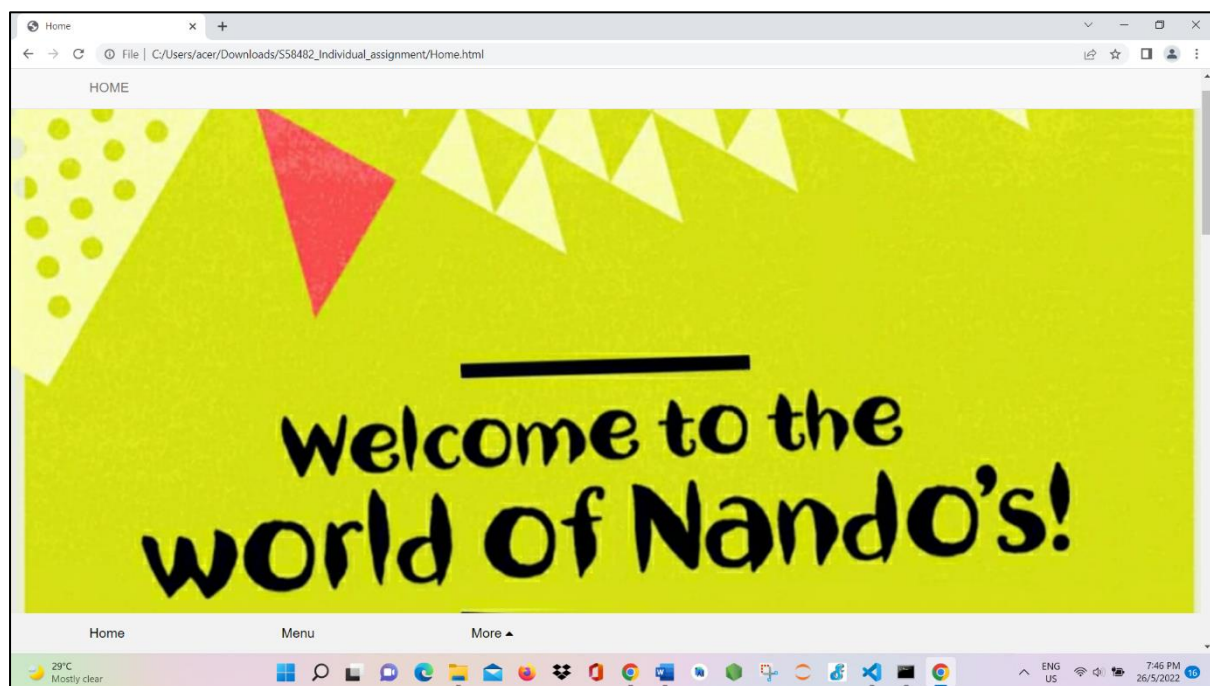 Home
File | C:/Users/acer/Downloads/S58482_Individual_assignment/Home.html
HOME
Welcome to the
world of Nando's!
Home Menu More
29°C
Mostly clear
ENG
US
7:46 PM
26/5/2022
16